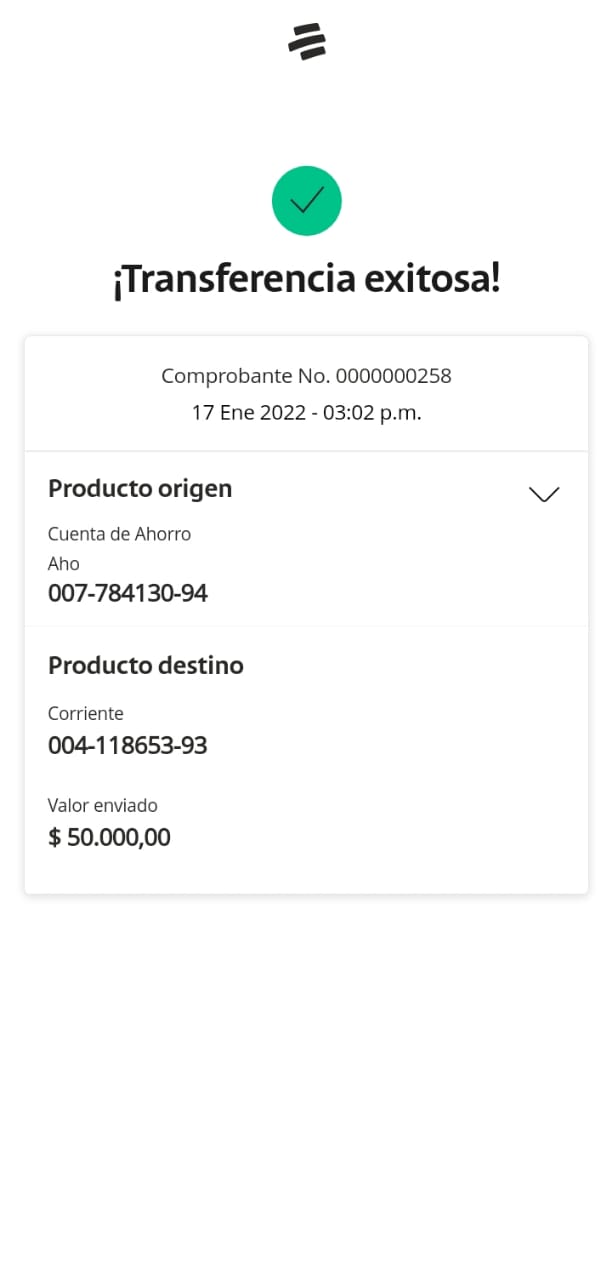 ¡Transferencia exitosa!
Comprobante No. 0000000258
17 Ene 2022 - 03:02 p.m.
Producto origen
Cuenta de Ahorro
Aho
007-784130-94
Producto destino
Corriente
004-118653-93
Valor enviado
$ 50.000,00